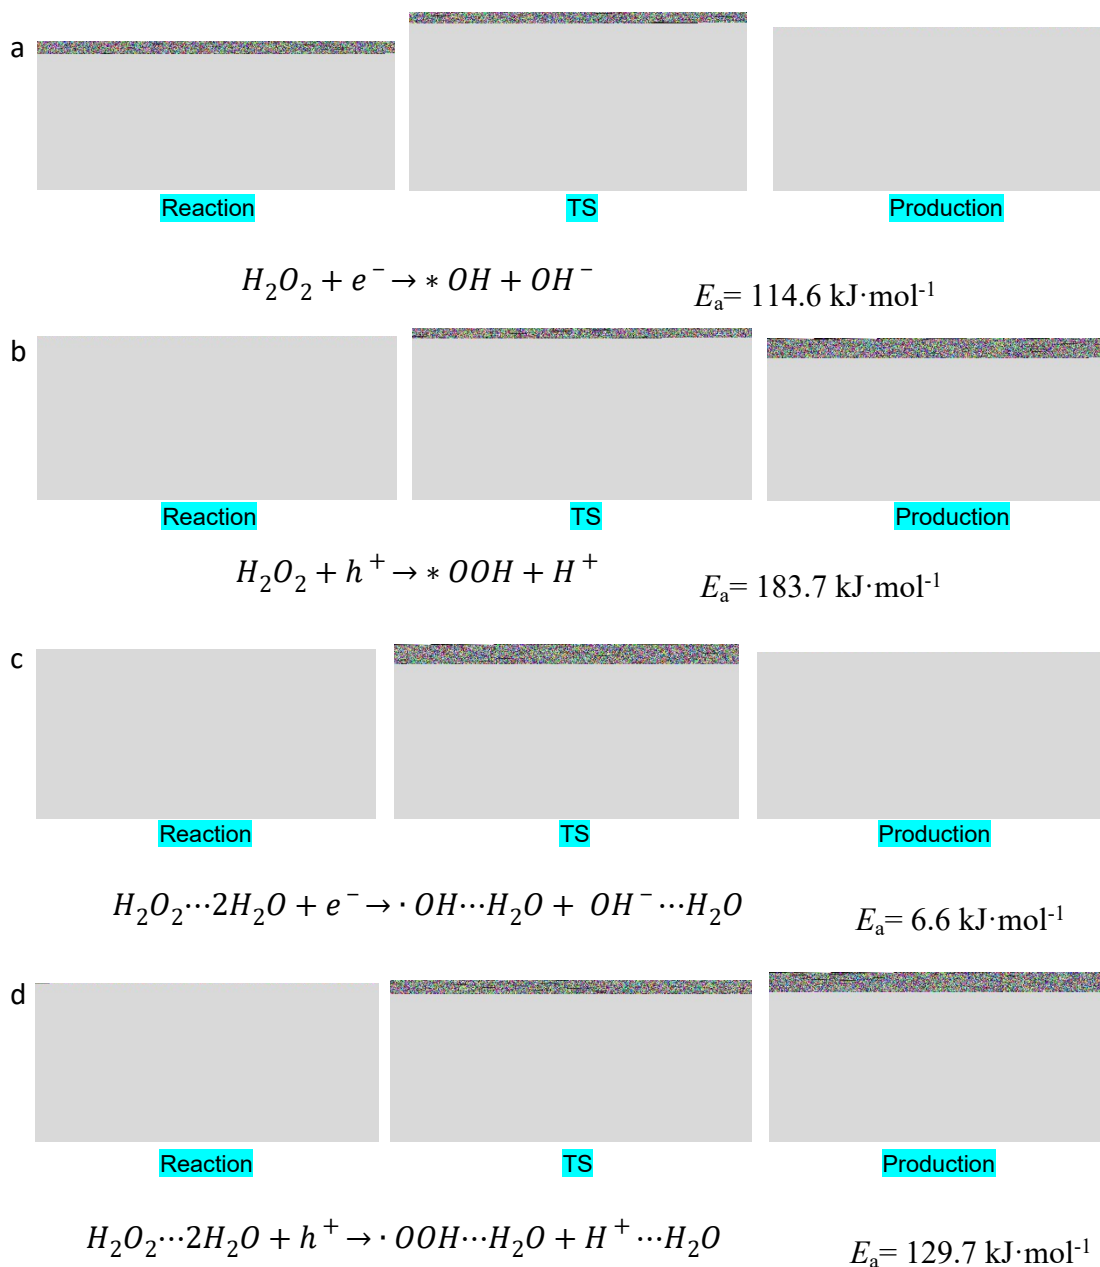 a
Reaction TS Production
H₂O₂ + e⁻ → * OH + OH⁻ Eₐ= 114.6 kJ·mol⁻¹
b
Reaction TS Production
H₂O₂ + h⁺ → * OOH + H⁺ Eₐ= 183.7 kJ·mol⁻¹
c
Reaction TS Production
H₂O₂⋯2H₂O + e⁻ → · OH⋯H₂O + OH⁻⋯H₂O Eₐ= 6.6 kJ·mol⁻¹
d
Reaction TS Production
H₂O₂⋯2H₂O + h⁺ → · OOH⋯H₂O + H⁺⋯H₂O Eₐ= 129.7 kJ·mol⁻¹